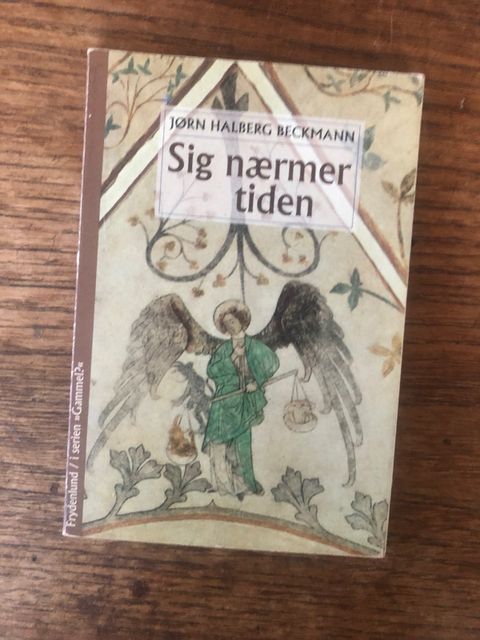 JØRN HALBERG BECKMANN
Sig nærmer
tiden
Frydenlund / i serien »Gammel?«